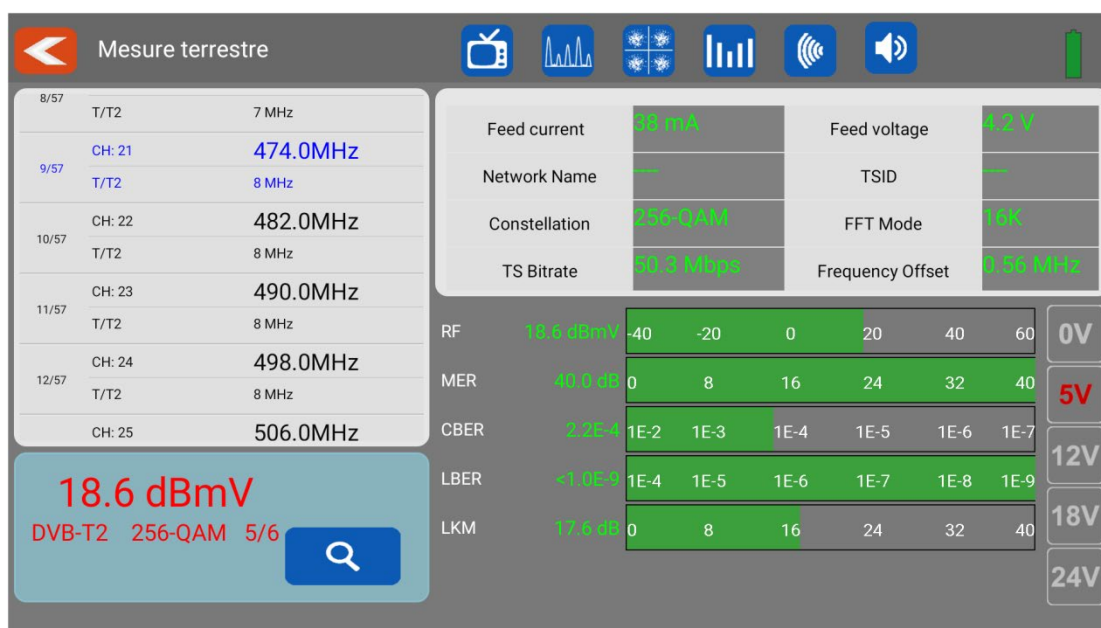 Mesure terrestre
8/57
T/T2 7 MHz
9/57
CH: 21 474.0MHz
T/T2 8 MHz
10/57
CH: 22 482.0MHz
T/T2 8 MHz
11/57
CH: 23 490.0MHz
T/T2 8 MHz
12/57
CH: 24 498.0MHz
T/T2 8 MHz
CH: 25 506.0MHz
18.6 dBmV
DVB-T2 256-QAM 5/6
Feed current 38 mA Feed voltage 4.2 V
Network Name ---- TSID ----
Constellation 256-QAM FFT Mode 16K
TS Bitrate 50.3 Mbps Frequency Offset 0.56 MHz
RF 18.6 dBmV -40 -20 0 20 40 60
MER 40.0 dB 0 8 16 24 32 40
CBER 2.2E-4 1E-2 1E-3 1E-4 1E-5 1E-6 1E-7
LBER <1.0E-9 1E-4 1E-5 1E-6 1E-7 1E-8 1E-9
LKM 17.6 dB 0 8 16 24 32 40
0V
5V
12V
18V
24V